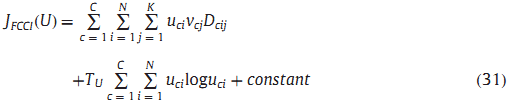 J_{FCCI}(U) = \sum_{c=1}^{C} \sum_{i=1}^{N} \sum_{j=1}^{K} u_{ci} v_{cj} D_{cij}
+T_U \sum_{c=1}^{C} \sum_{i=1}^{N} u_{ci} log u_{ci} + constant (31)